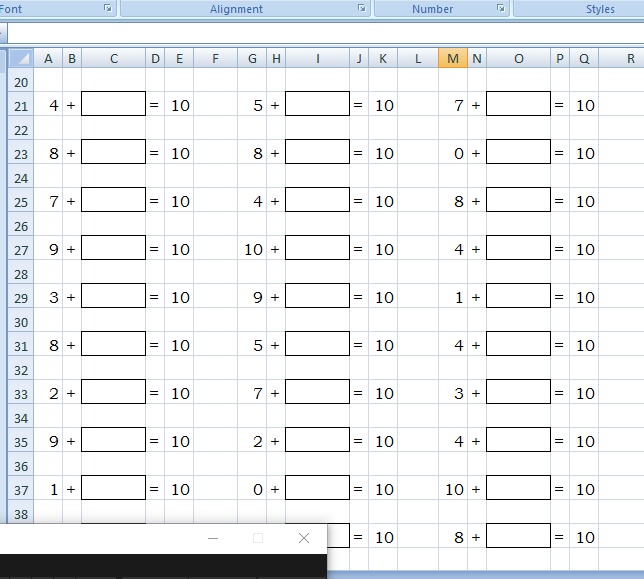 Font Alignment Number Styles
A B C D E F G H I J K L M N O P Q R
20
21 4 + = 10 5 + = 10 7 + = 10
22
23 8 + = 10 8 + = 10 0 + = 10
24
25 7 + = 10 4 + = 10 8 + = 10
26
27 9 + = 10 10 + = 10 4 + = 10
28
29 3 + = 10 9 + = 10 1 + = 10
30
31 8 + = 10 5 + = 10 4 + = 10
32
33 2 + = 10 7 + = 10 3 + = 10
34
35 9 + = 10 2 + = 10 4 + = 10
36
37 1 + = 10 0 + = 10 10 + = 10
38
= 10 8 + = 10